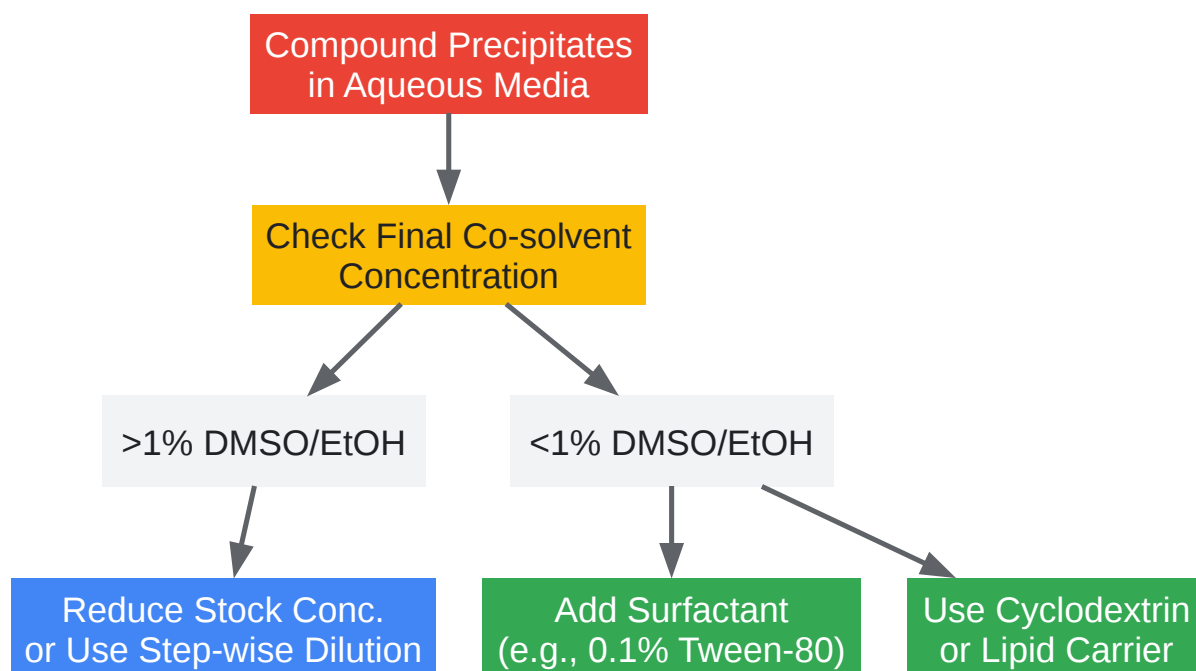 Compound Precipitates
in Aqueous Media
Check Final Co-solvent
Concentration
>1% DMSO/EtOH
<1% DMSO/EtOH
Reduce Stock Conc.
or Use Step-wise Dilution
Add Surfactant
(e.g., 0.1% Tween-80)
Use Cyclodextrin
or Lipid Carrier